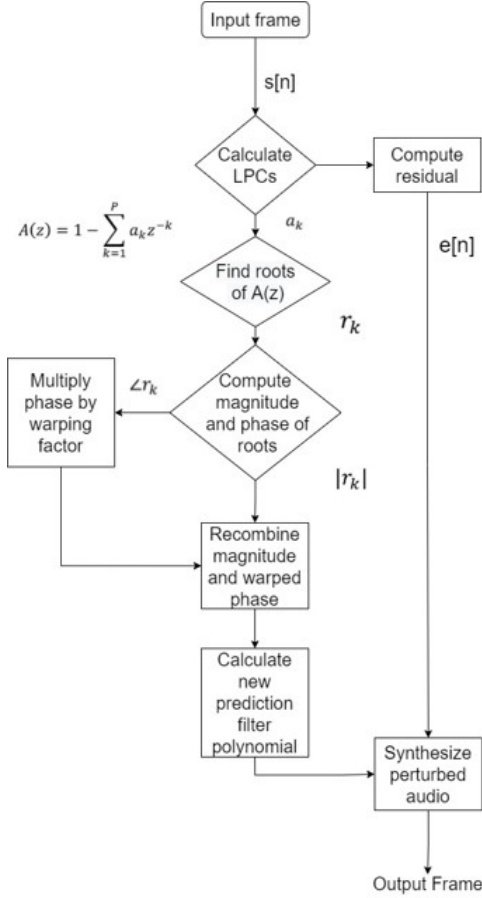 Input frame
s[n]
Calculate
LPCs
Compute
residual
A(z) = 1 − \sum_{k=1}^{P} a_k z^{-k}
a_k
e[n]
Find roots
of A(z)
r_k
Multiply
phase by
warping
factor
∠r_k
Compute
magnitude
and phase of
roots
|r_k|
Recombine
magnitude
and warped
phase
Calculate
new
prediction
filter
polynomial
Synthesize
perturbed
audio
Output Frame